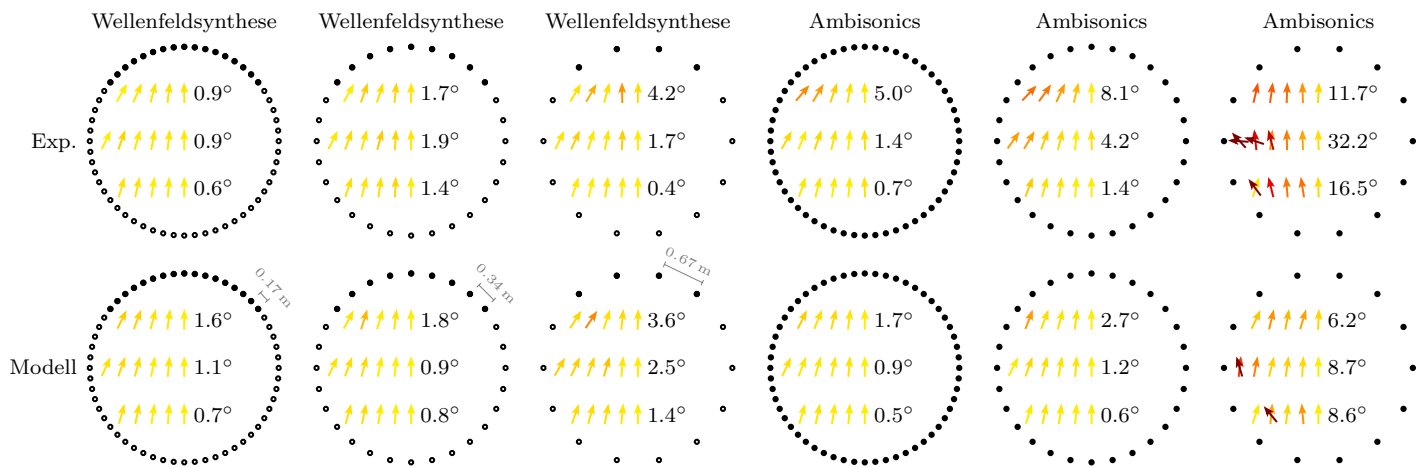 Wellenfeldsynthese Wellenfeldsynthese Wellenfeldsynthese Ambisonics Ambisonics Ambisonics
0.9° 1.7° 4.2° 5.0° 8.1° 11.7°
Exp. 0.9° 1.9° 1.7° 1.4° 4.2° 32.2°
0.6° 1.4° 0.4° 0.7° 1.4° 16.5°
0.17 m 0.34 m 0.67 m
1.6° 1.8° 3.6° 1.7° 2.7° 6.2°
Modell 1.1° 0.9° 2.5° 0.9° 1.2° 8.7°
0.7° 0.8° 1.4° 0.5° 0.6° 8.6°